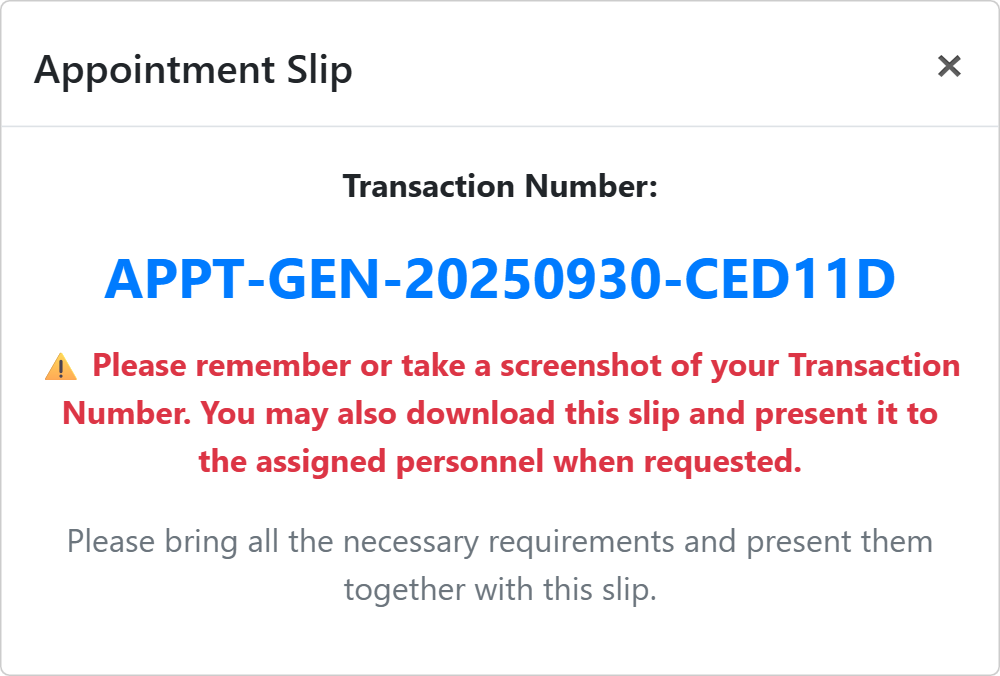 Appointment Slip
×
Transaction Number:
APPT-GEN-20250930-CED11D
⚠️ Please remember or take a screenshot of your Transaction
Number. You may also download this slip and present it to
the assigned personnel when requested.
Please bring all the necessary requirements and present them
together with this slip.